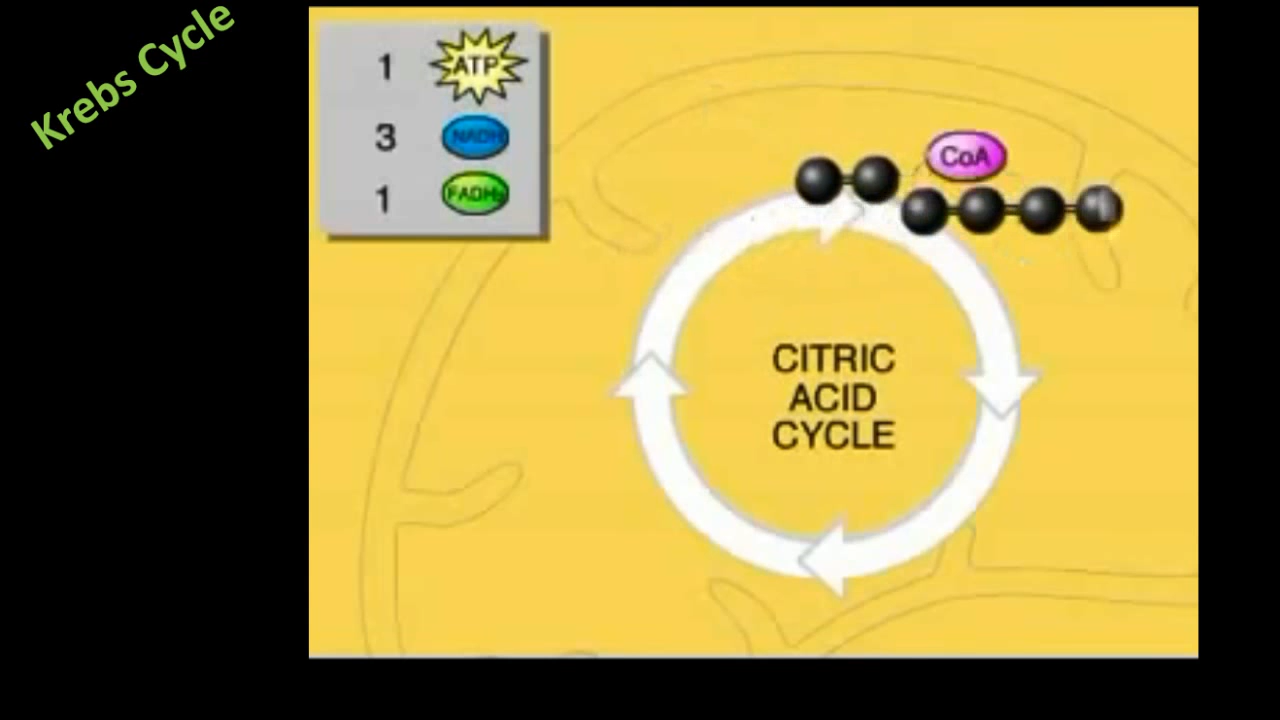 Krebs Cycle
1 ATP
3 NADH
1 FADH₂
CoA
CITRIC
ACID
CYCLE